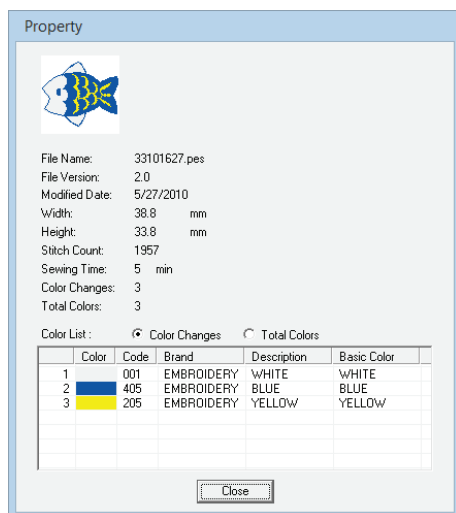 Property
File Name: 33101627.pes
File Version: 2.0
Modified Date: 5/27/2010
Width: 38.8 mm
Height: 33.8 mm
Stitch Count: 1957
Sewing Time: 5 min
Color Changes: 3
Total Colors: 3
Color List : Color Changes Total Colors
Color Code Brand Description Basic Color
1 001 EMBROIDERY WHITE WHITE
2 405 EMBROIDERY BLUE BLUE
3 205 EMBROIDERY YELLOW YELLOW
Close